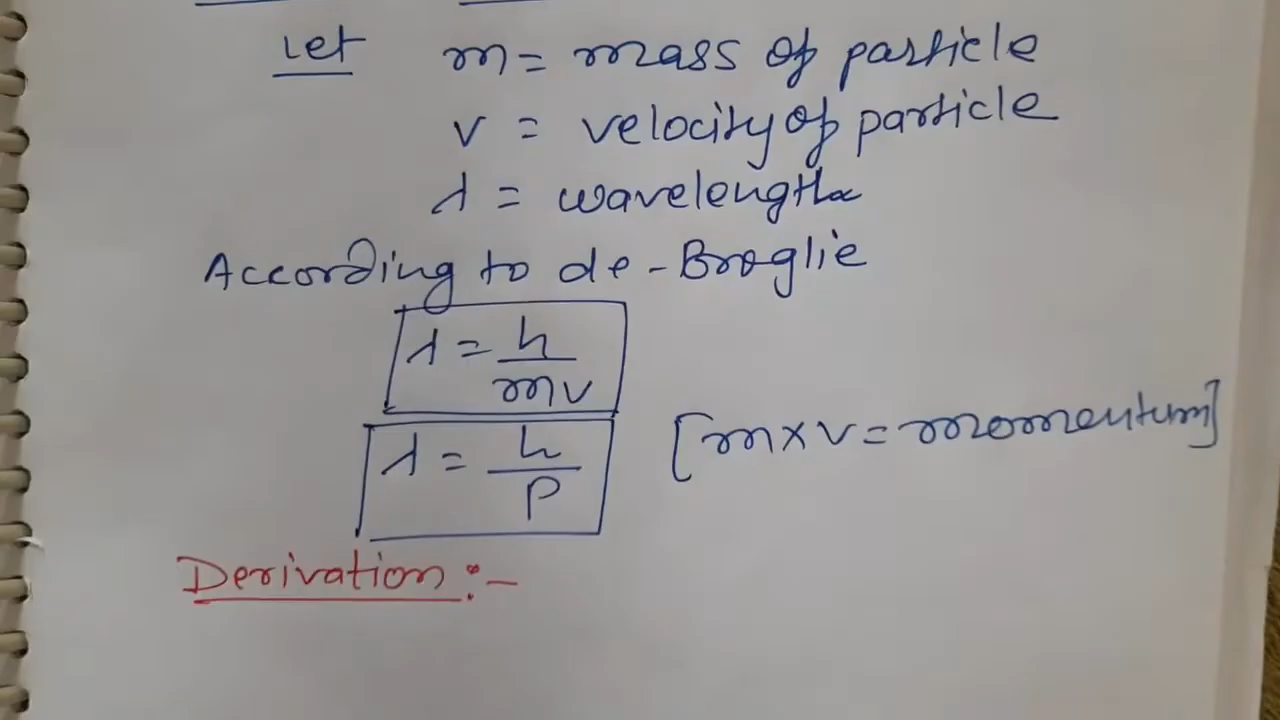 Let m = mass of particle
v = velocity of particle
λ = wavelength
According to de-Broglie
λ = h/mv
λ = h/P [m×v = momentum]
Derivation :-